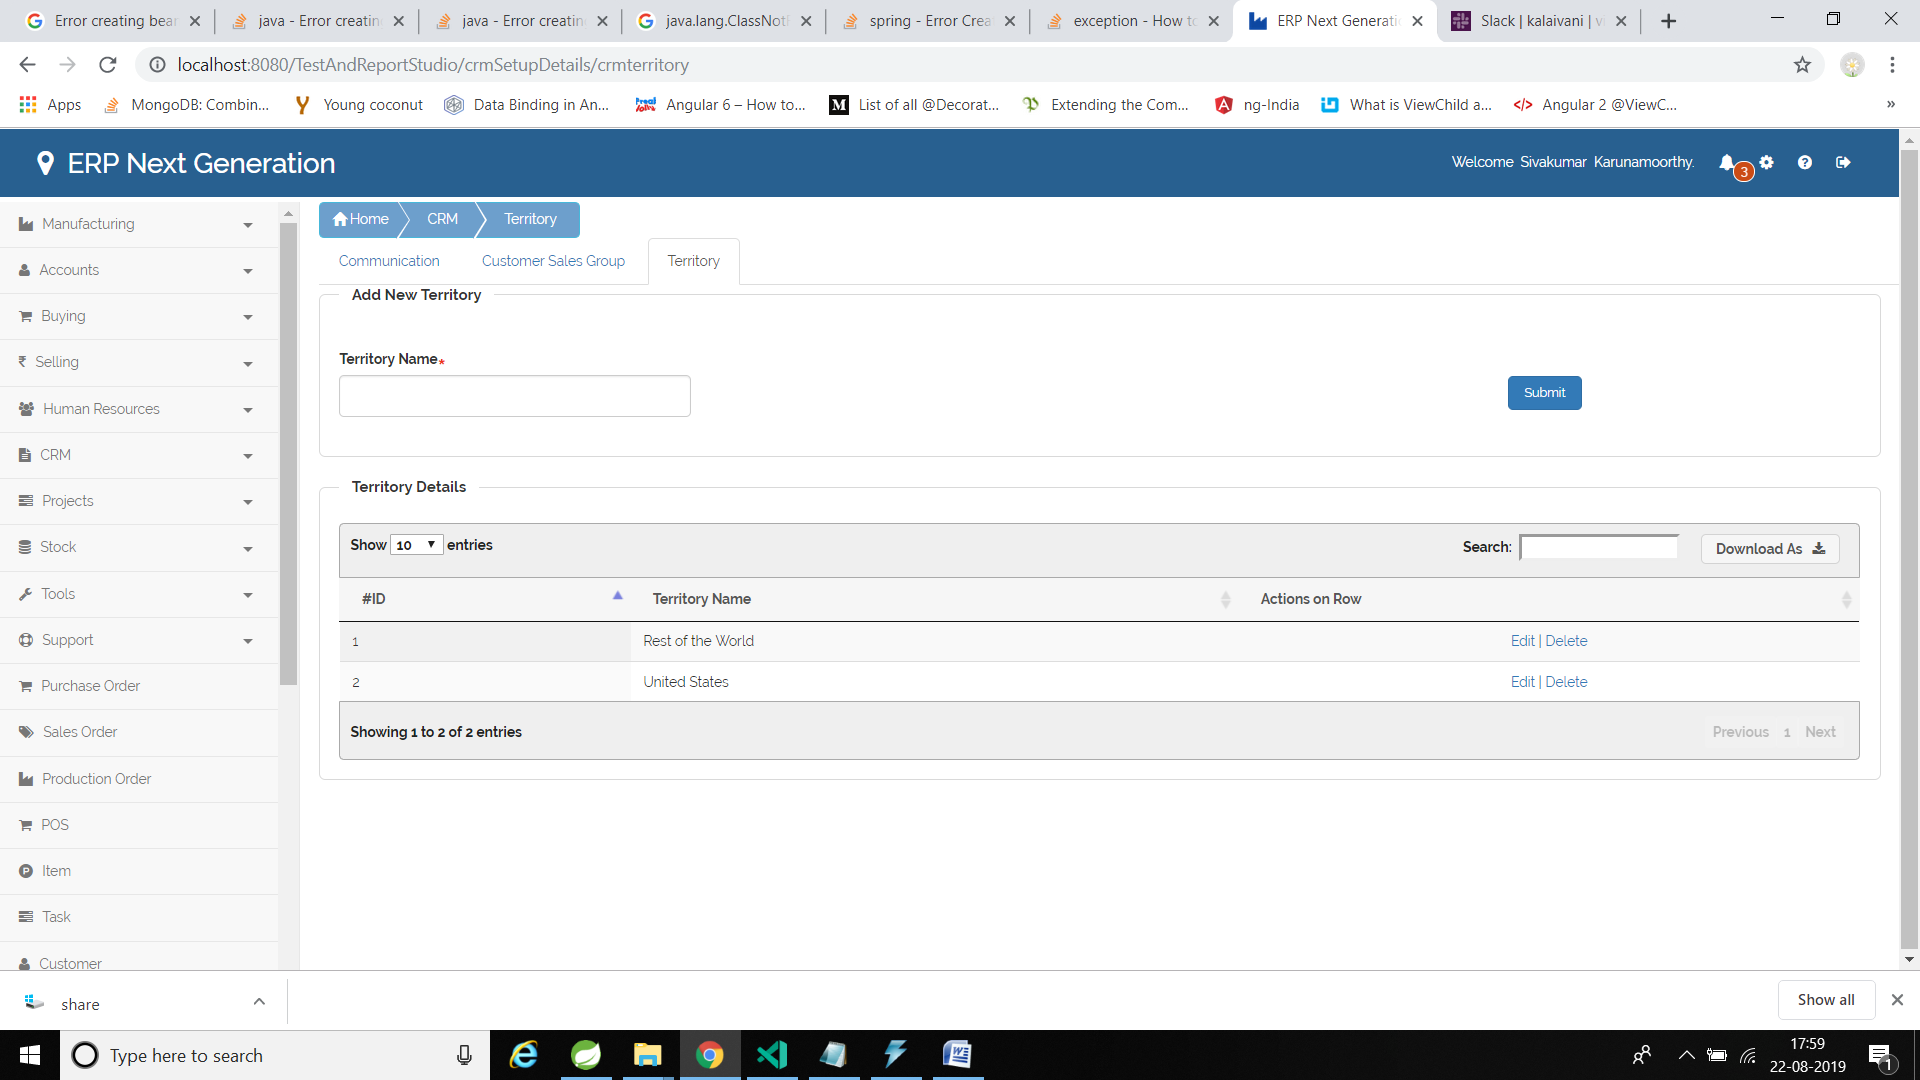 Error creating bear
java - Error creatin
java - Error creatin
java.lang.ClassNot
spring - Error Crea
exception - How to
ERP Next Generati
Slack | kalaivani | v
localhost:8080/TestAndReportStudio/crmSetupDetails/crmterritory
Apps
MongoDB: Combin...
Young coconut
Data Binding in An...
Angular 6 – How to...
List of all @Decorat...
Extending the Com...
ng-India
What is ViewChild a...
Angular 2 @ViewC...
»
ERP Next Generation
Welcome Sivakumar Karunamoorthy.
3
Manufacturing
Accounts
Buying
Selling
Human Resources
CRM
Projects
Stock
Tools
Support
Purchase Order
Sales Order
Production Order
POS
Item
Task
Customer
Home
CRM
Territory
Communication
Customer Sales Group
Territory
Add New Territory
Territory Name*
Submit
Territory Details
Show 10 entries
Search:
Download As
#ID
Territory Name
Actions on Row
1
Rest of the World
Edit | Delete
2
United States
Edit | Delete
Showing 1 to 2 of 2 entries
Previous 1 Next
share
Show all
Type here to search
17:59
22-08-2019
1